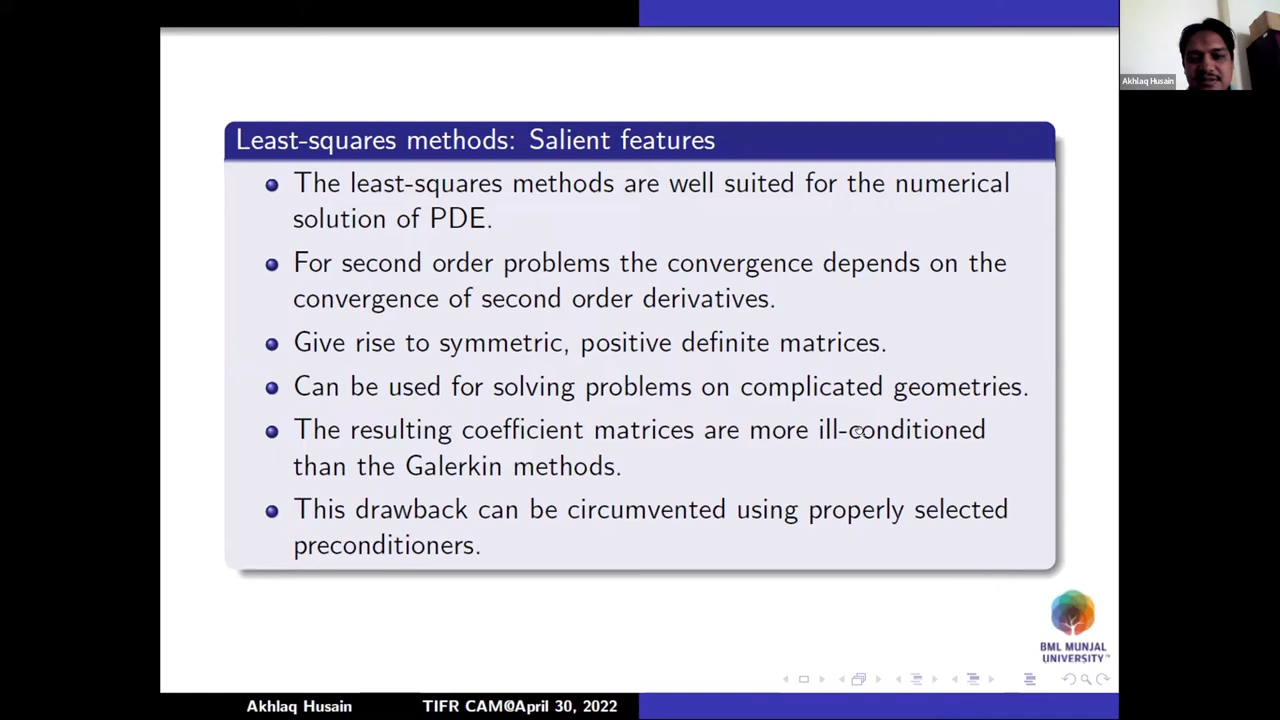 Akhlaq Husain
Least-squares methods: Salient features
The least-squares methods are well suited for the numerical
solution of PDE.
For second order problems the convergence depends on the
convergence of second order derivatives.
Give rise to symmetric, positive definite matrices.
Can be used for solving problems on complicated geometries.
The resulting coefficient matrices are more ill-conditioned
than the Galerkin methods.
This drawback can be circumvented using properly selected
preconditioners.
BML MUNJAL
UNIVERSITY™
Akhlaq Husain TIFR CAM@April 30, 2022